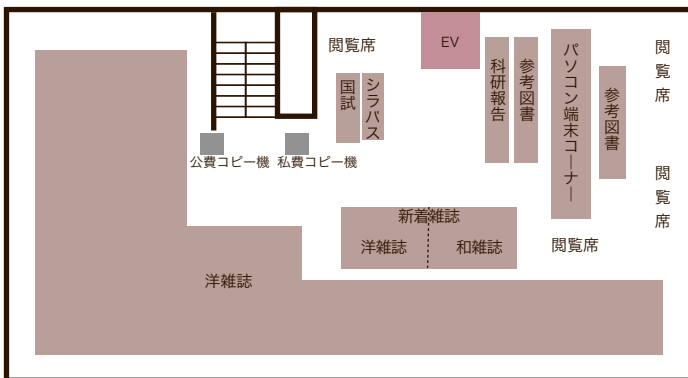 閲覧席
EV
閲覧席
国試
シラバス
科研報告
参考図書
パソコン端末コーナー
参考図書
公費コピー機
私費コピー機
閲覧席
新着雑誌
洋雑誌
和雑誌
閲覧席
洋雑誌